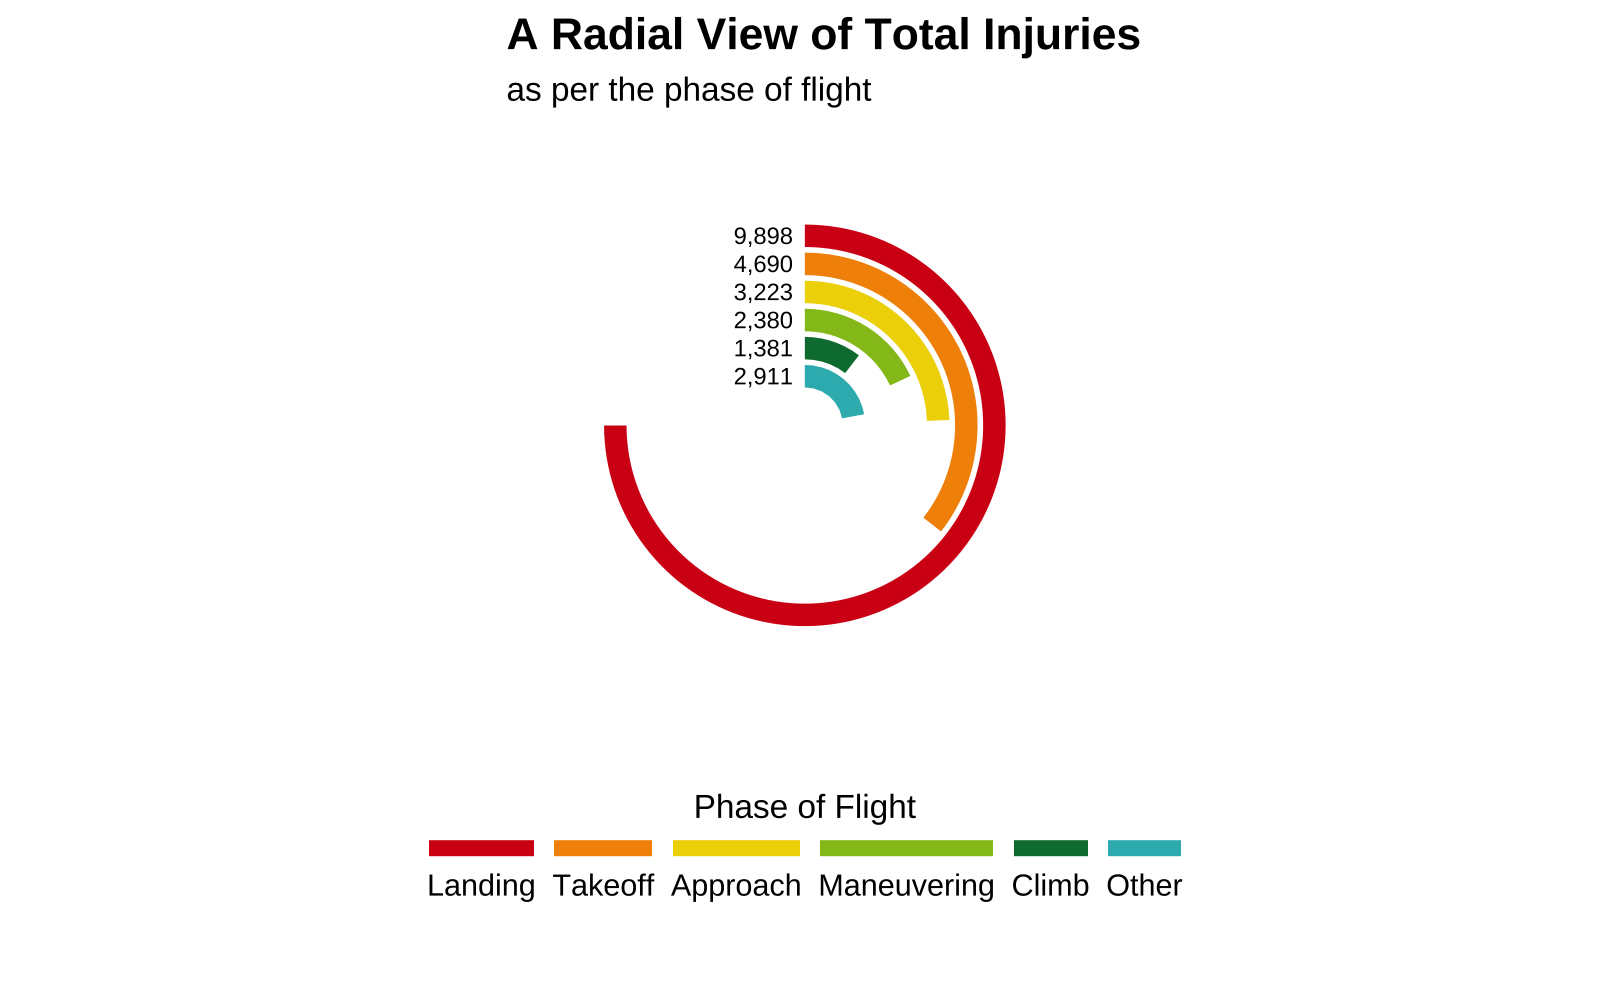 A Radial View of Total Injuries
as per the phase of flight
9,898
4,690
3,223
2,380
1,381
2,911
Phase of Flight
Landing Takeoff Approach Maneuvering Climb Other